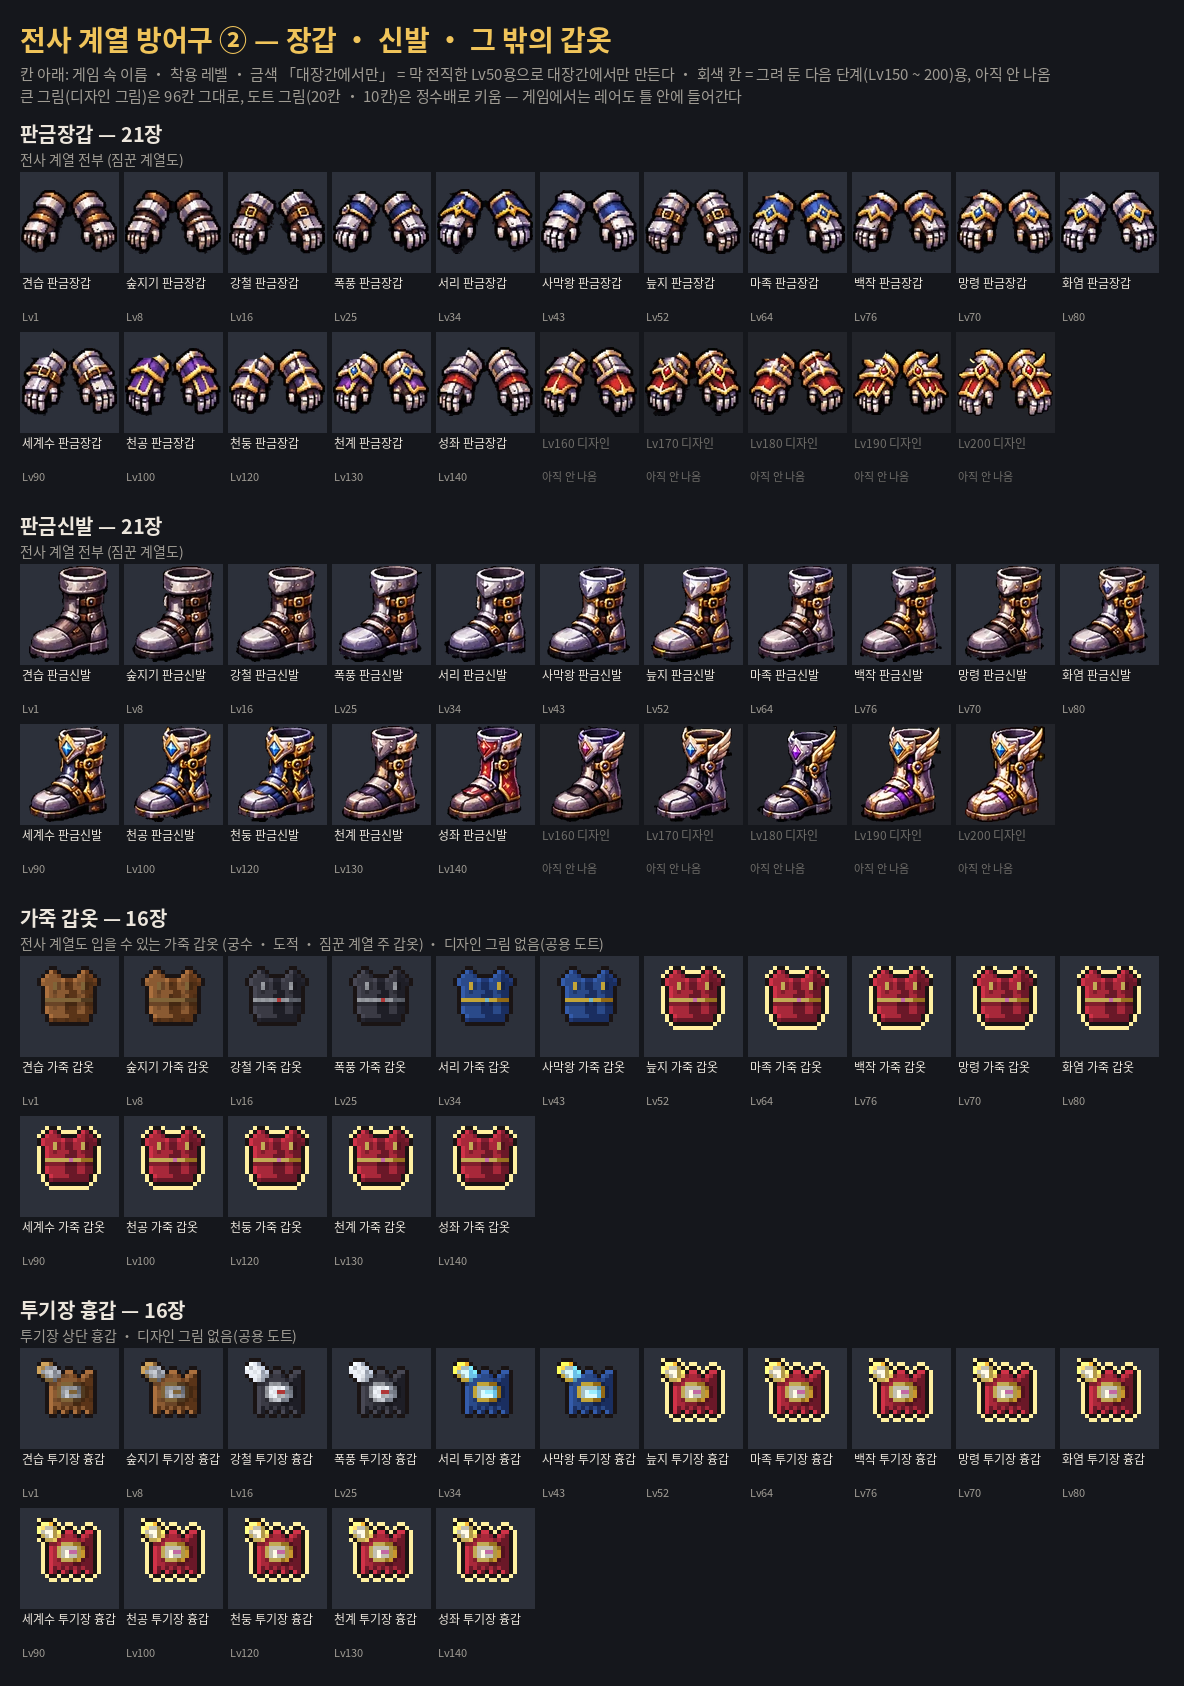 전사 계열 방어구 ② — 장갑 · 신발 · 그 밖의 갑옷
칸 아래: 게임 속 이름 · 착용 레벨 · 금색 「대장간에서만」 = 막 전직한 Lv50용으로 대장간에서만 만든다 · 회색 칸 = 그려 둔 다음 단계(Lv150 ~ 200)용, 아직 안 나옴
큰 그림(디자인 그림)은 96칸 그대로, 도트 그림(20칸 · 10칸)은 정수배로 키움 — 게임에서는 레어도 틀 안에 들어간다
판금장갑 — 21장
전사 계열 전부 (짐꾼 계열도)
견습 판금장갑 숲지기 판금장갑 강철 판금장갑 폭풍 판금장갑 서리 판금장갑 사막왕 판금장갑 늪지 판금장갑 마족 판금장갑 백작 판금장갑 망령 판금장갑 화염 판금장갑
Lv1 Lv8 Lv16 Lv25 Lv34 Lv43 Lv52 Lv64 Lv76 Lv70 Lv80
세계수 판금장갑 천공 판금장갑 천둥 판금장갑 천계 판금장갑 성좌 판금장갑 Lv160 디자인 Lv170 디자인 Lv180 디자인 Lv190 디자인 Lv200 디자인
Lv90 Lv100 Lv120 Lv130 Lv140 아직 안 나옴 아직 안 나옴 아직 안 나옴 아직 안 나옴 아직 안 나옴
판금신발 — 21장
전사 계열 전부 (짐꾼 계열도)
견습 판금신발 숲지기 판금신발 강철 판금신발 폭풍 판금신발 서리 판금신발 사막왕 판금신발 늪지 판금신발 마족 판금신발 백작 판금신발 망령 판금신발 화염 판금신발
Lv1 Lv8 Lv16 Lv25 Lv34 Lv43 Lv52 Lv64 Lv76 Lv70 Lv80
세계수 판금신발 천공 판금신발 천둥 판금신발 천계 판금신발 성좌 판금신발 Lv160 디자인 Lv170 디자인 Lv180 디자인 Lv190 디자인 Lv200 디자인
Lv90 Lv100 Lv120 Lv130 Lv140 아직 안 나옴 아직 안 나옴 아직 안 나옴 아직 안 나옴 아직 안 나옴
가죽 갑옷 — 16장
전사 계열도 입을 수 있는 가죽 갑옷 (궁수 · 도적 · 짐꾼 계열 주 갑옷) · 디자인 그림 없음(공용 도트)
견습 가죽 갑옷 숲지기 가죽 갑옷 강철 가죽 갑옷 폭풍 가죽 갑옷 서리 가죽 갑옷 사막왕 가죽 갑옷 늪지 가죽 갑옷 마족 가죽 갑옷 백작 가죽 갑옷 망령 가죽 갑옷 화염 가죽 갑옷
Lv1 Lv8 Lv16 Lv25 Lv34 Lv43 Lv52 Lv64 Lv76 Lv70 Lv80
세계수 가죽 갑옷 천공 가죽 갑옷 천둥 가죽 갑옷 천계 가죽 갑옷 성좌 가죽 갑옷
Lv90 Lv100 Lv120 Lv130 Lv140
투기장 흉갑 — 16장
투기장 상단 흉갑 · 디자인 그림 없음(공용 도트)
견습 투기장 흉갑 숲지기 투기장 흉갑 강철 투기장 흉갑 폭풍 투기장 흉갑 서리 투기장 흉갑 사막왕 투기장 흉갑 늪지 투기장 흉갑 마족 투기장 흉갑 백작 투기장 흉갑 망령 투기장 흉갑 화염 투기장 흉갑
Lv1 Lv8 Lv16 Lv25 Lv34 Lv43 Lv52 Lv64 Lv76 Lv70 Lv80
세계수 투기장 흉갑 천공 투기장 흉갑 천둥 투기장 흉갑 천계 투기장 흉갑 성좌 투기장 흉갑
Lv90 Lv100 Lv120 Lv130 Lv140